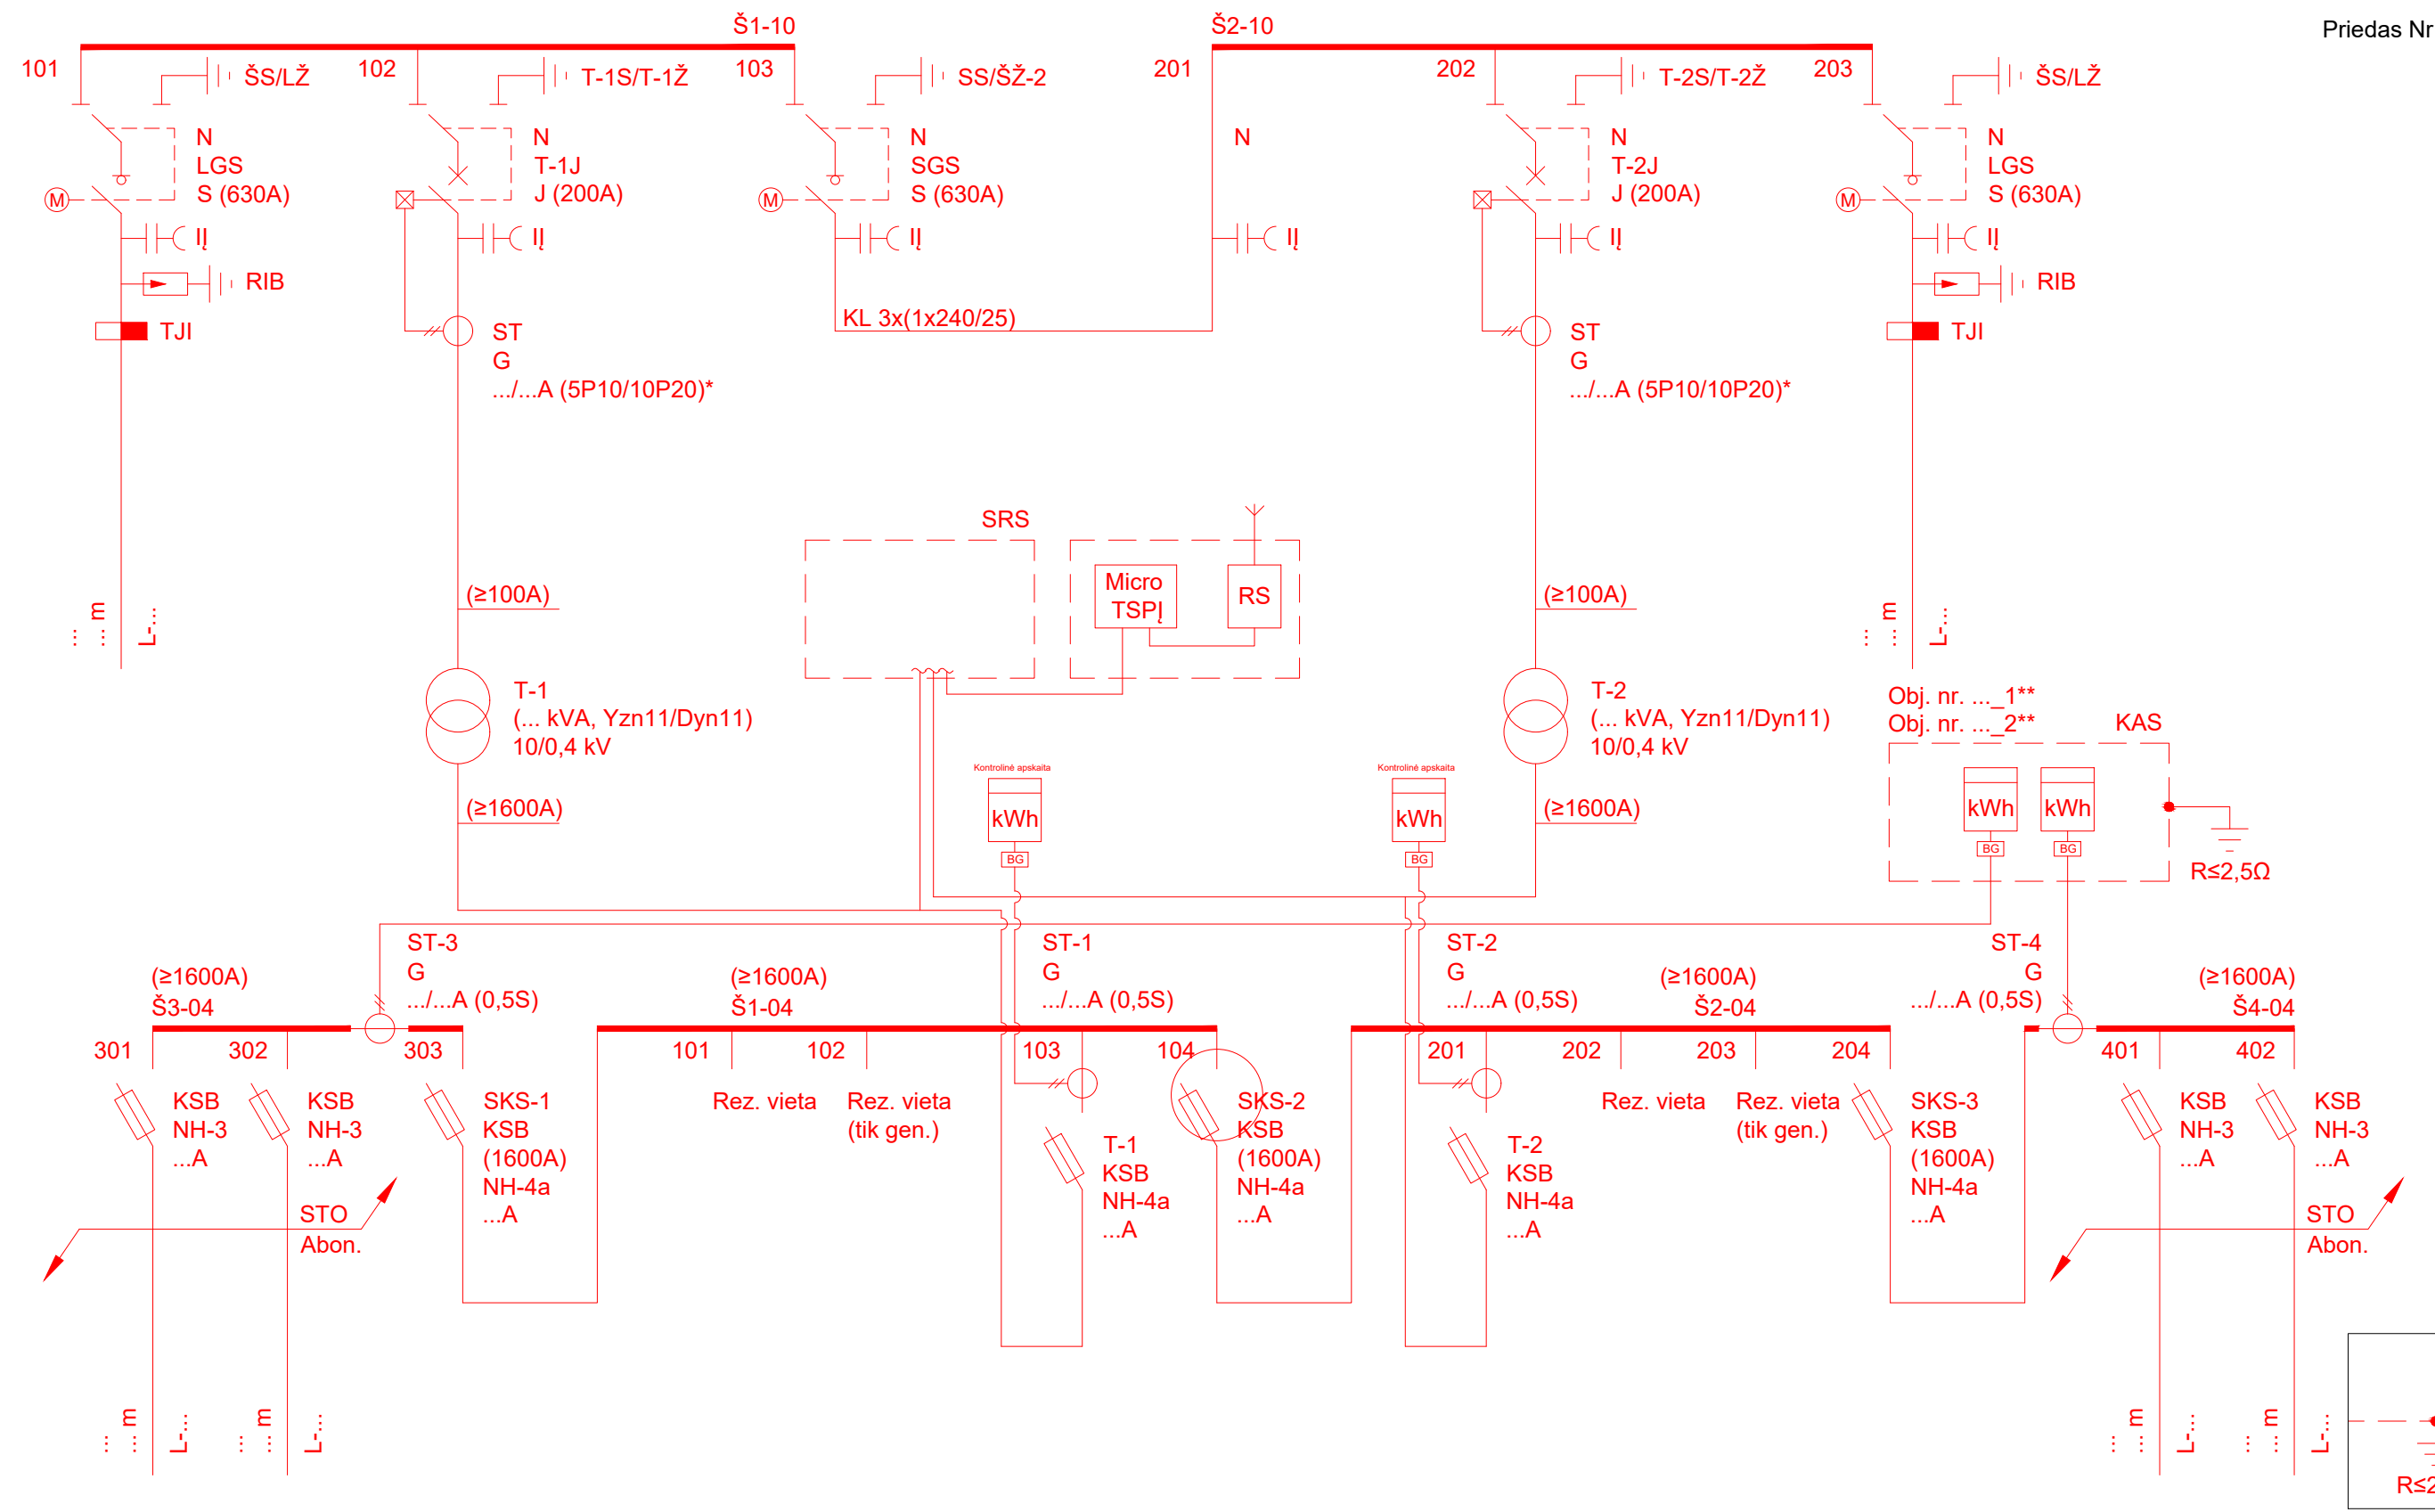 Š1-10
Š2-10
Priedas Nr
101
ŠS/LŽ
102
T-1S/T-1Ž
103
SS/ŠŽ-2
201
202
T-2S/T-2Ž
203
ŠS/LŽ
N
LGS
S (630A)
N
T-1J
J (200A)
N
SGS
S (630A)
N
N
T-2J
J (200A)
N
LGS
S (630A)
M
M
M
IĮ
IĮ
IĮ
IĮ
IĮ
IĮ
RIB
RIB
TJI
KL 3x(1x240/25)
TJI
ST
G
.../...A (5P10/10P20)*
ST
G
.../...A (5P10/10P20)*
SRS
Micro
TSPĮ
RS
(≥100A)
(≥100A)
...
... m
L-...
...
... m
L-...
T-1
(... kVA, Yzn11/Dyn11)
10/0,4 kV
T-2
(... kVA, Yzn11/Dyn11)
10/0,4 kV
Obj. nr. ..._1**
Obj. nr. ..._2**
KAS
Kontrolinė apskaita
kWh
BG
Kontrolinė apskaita
kWh
BG
kWh
BG
kWh
BG
(≥1600A)
(≥1600A)
R≤2,5Ω
ST-3
G
.../...A (0,5S)
ST-1
G
.../...A (0,5S)
ST-2
G
.../...A (0,5S)
ST-4
G
.../...A (0,5S)
(≥1600A)
Š3-04
(≥1600A)
Š1-04
(≥1600A)
Š2-04
(≥1600A)
Š4-04
301
302
303
101
102
103
104
201
202
203
204
401
402
KSB
NH-3
...A
KSB
NH-3
...A
SKS-1
KSB
(1600A)
NH-4a
...A
Rez. vieta
Rez. vieta
(tik gen.)
T-1
KSB
NH-4a
...A
SKS-2
KSB
(1600A)
NH-4a
...A
T-2
KSB
NH-4a
...A
Rez. vieta
Rez. vieta
(tik gen.)
SKS-3
KSB
(1600A)
NH-4a
...A
KSB
NH-3
...A
KSB
NH-3
...A
STO
Abon.
STO
Abon.
...
... m
L-...
...
... m
L-...
...
... m
L-...
...
... m
L-...
R≤2